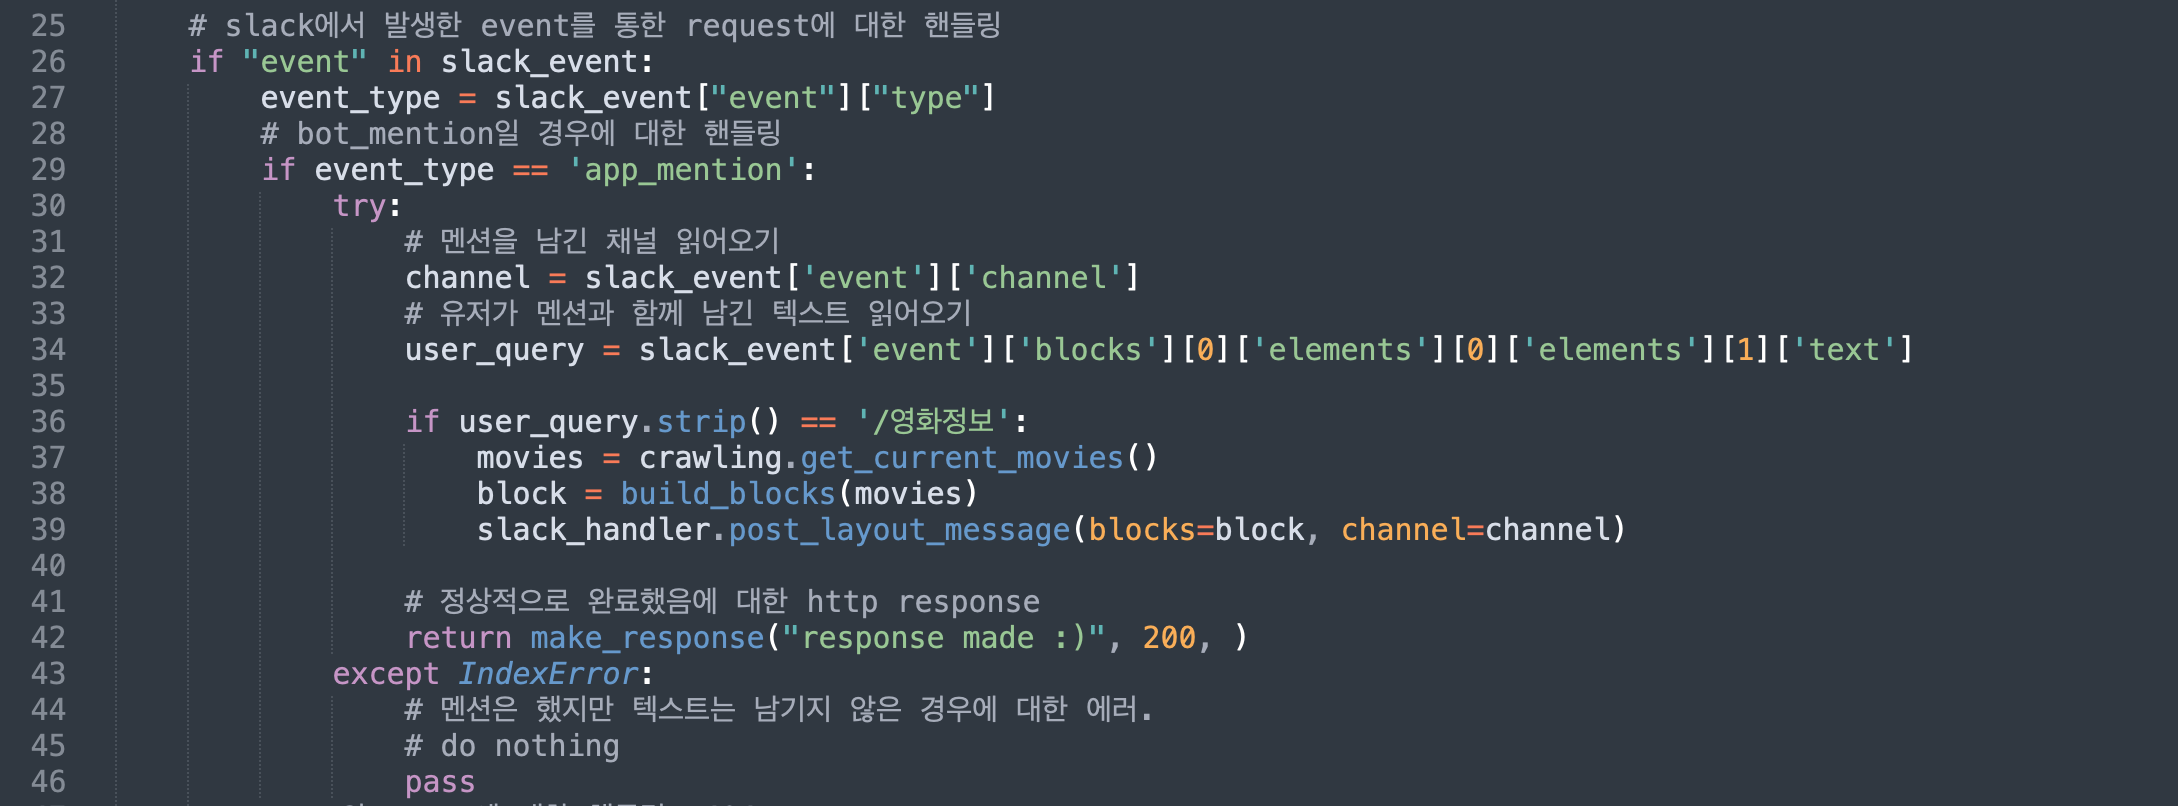 25 # slack에서 발생한 event를 통한 request에 대한 핸들링
26 if "event" in slack_event:
27 event_type = slack_event["event"]["type"]
28 # bot_mention일 경우에 대한 핸들링
29 if event_type == 'app_mention':
30 try:
31 # 멘션을 남긴 채널 읽어오기
32 channel = slack_event['event']['channel']
33 # 유저가 멘션과 함께 남긴 텍스트 읽어오기
34 user_query = slack_event['event']['blocks'][0]['elements'][0]['elements'][1]['text']
35
36 if user_query.strip() == '/영화정보':
37 movies = crawling.get_current_movies()
38 block = build_blocks(movies)
39 slack_handler.post_layout_message(blocks=block, channel=channel)
40
41 # 정상적으로 완료했음에 대한 http response
42 return make_response("response made :)", 200, )
43 except IndexError:
44 # 멘션은 했지만 텍스트는 남기지 않은 경우에 대한 에러.
45 # do nothing
46 pass